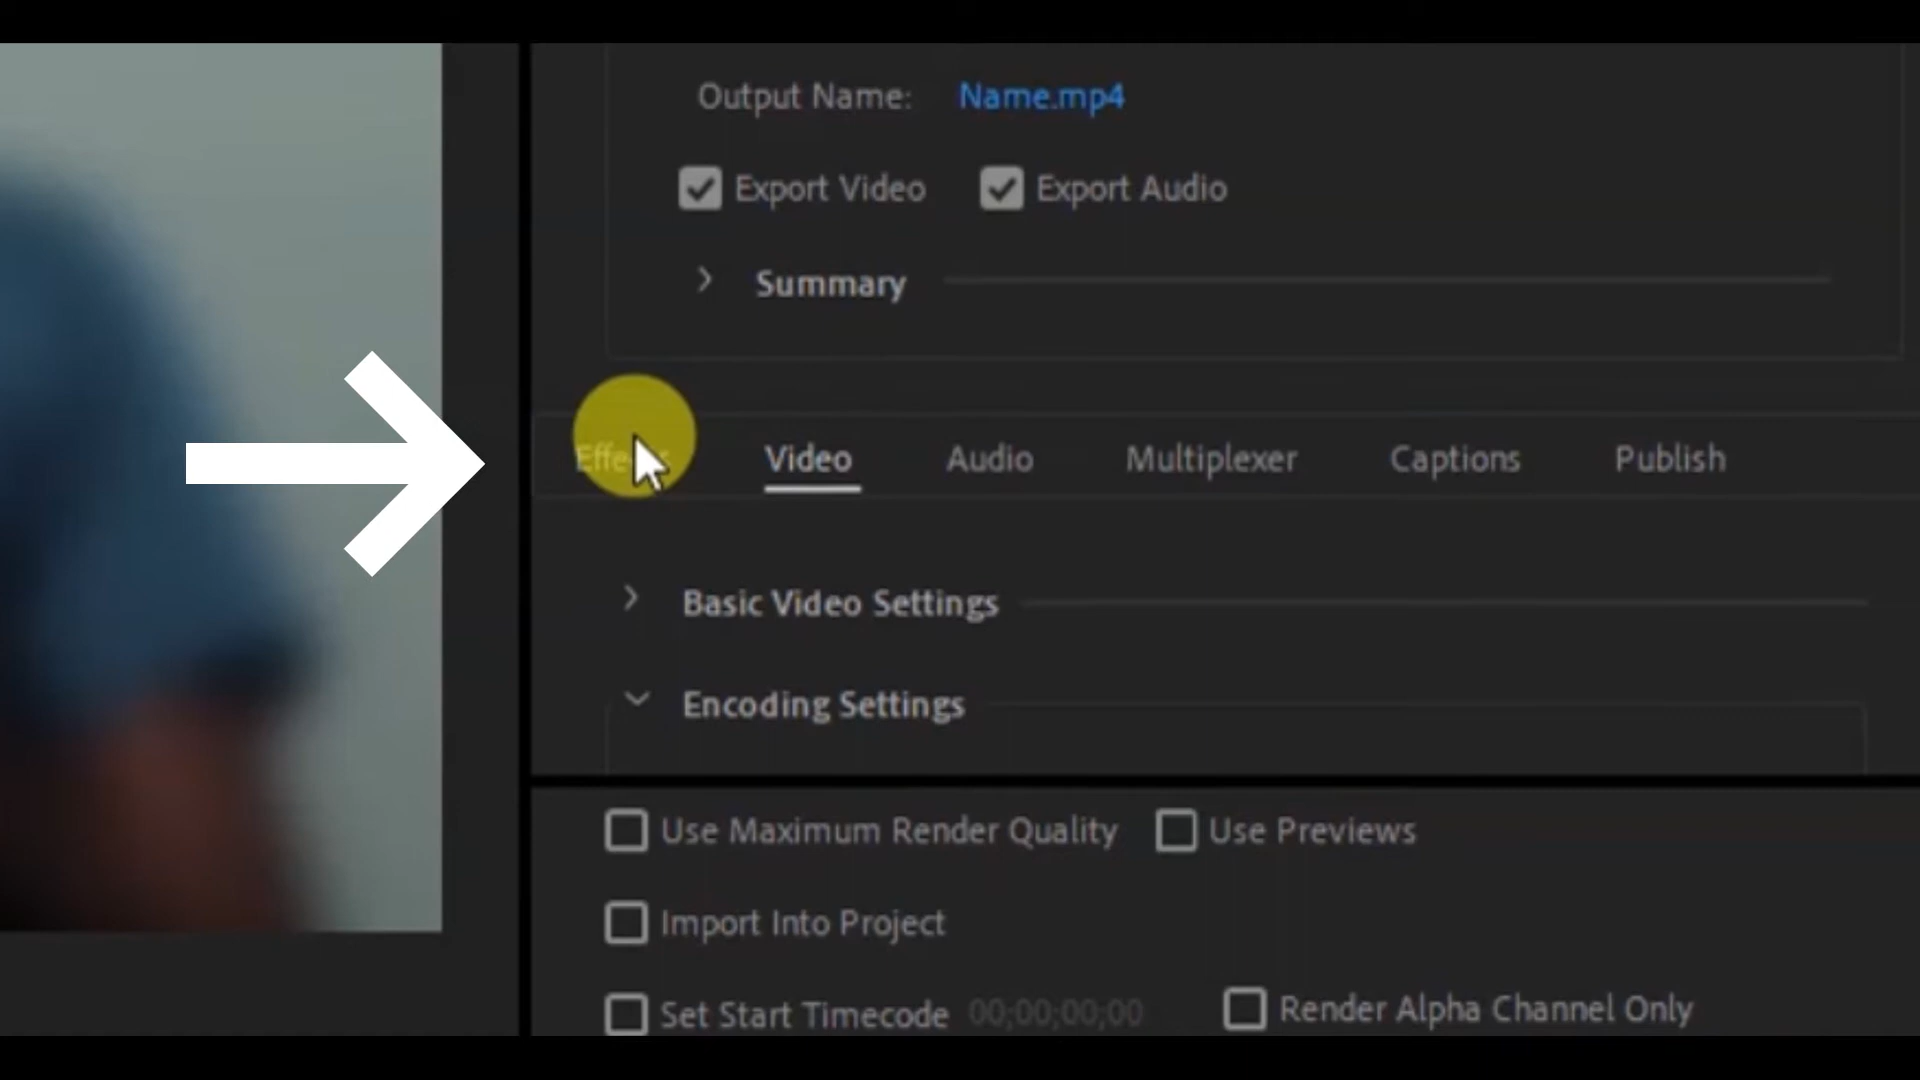 Output Name: Name.mp4
Export Video Export Audio
Summary
Effects Video Audio Multiplexer Captions Publish
Basic Video Settings
Encoding Settings
Use Maximum Render Quality Use Previews
Import Into Project
Set Start Timecode 00;00;00;00 Render Alpha Channel Only